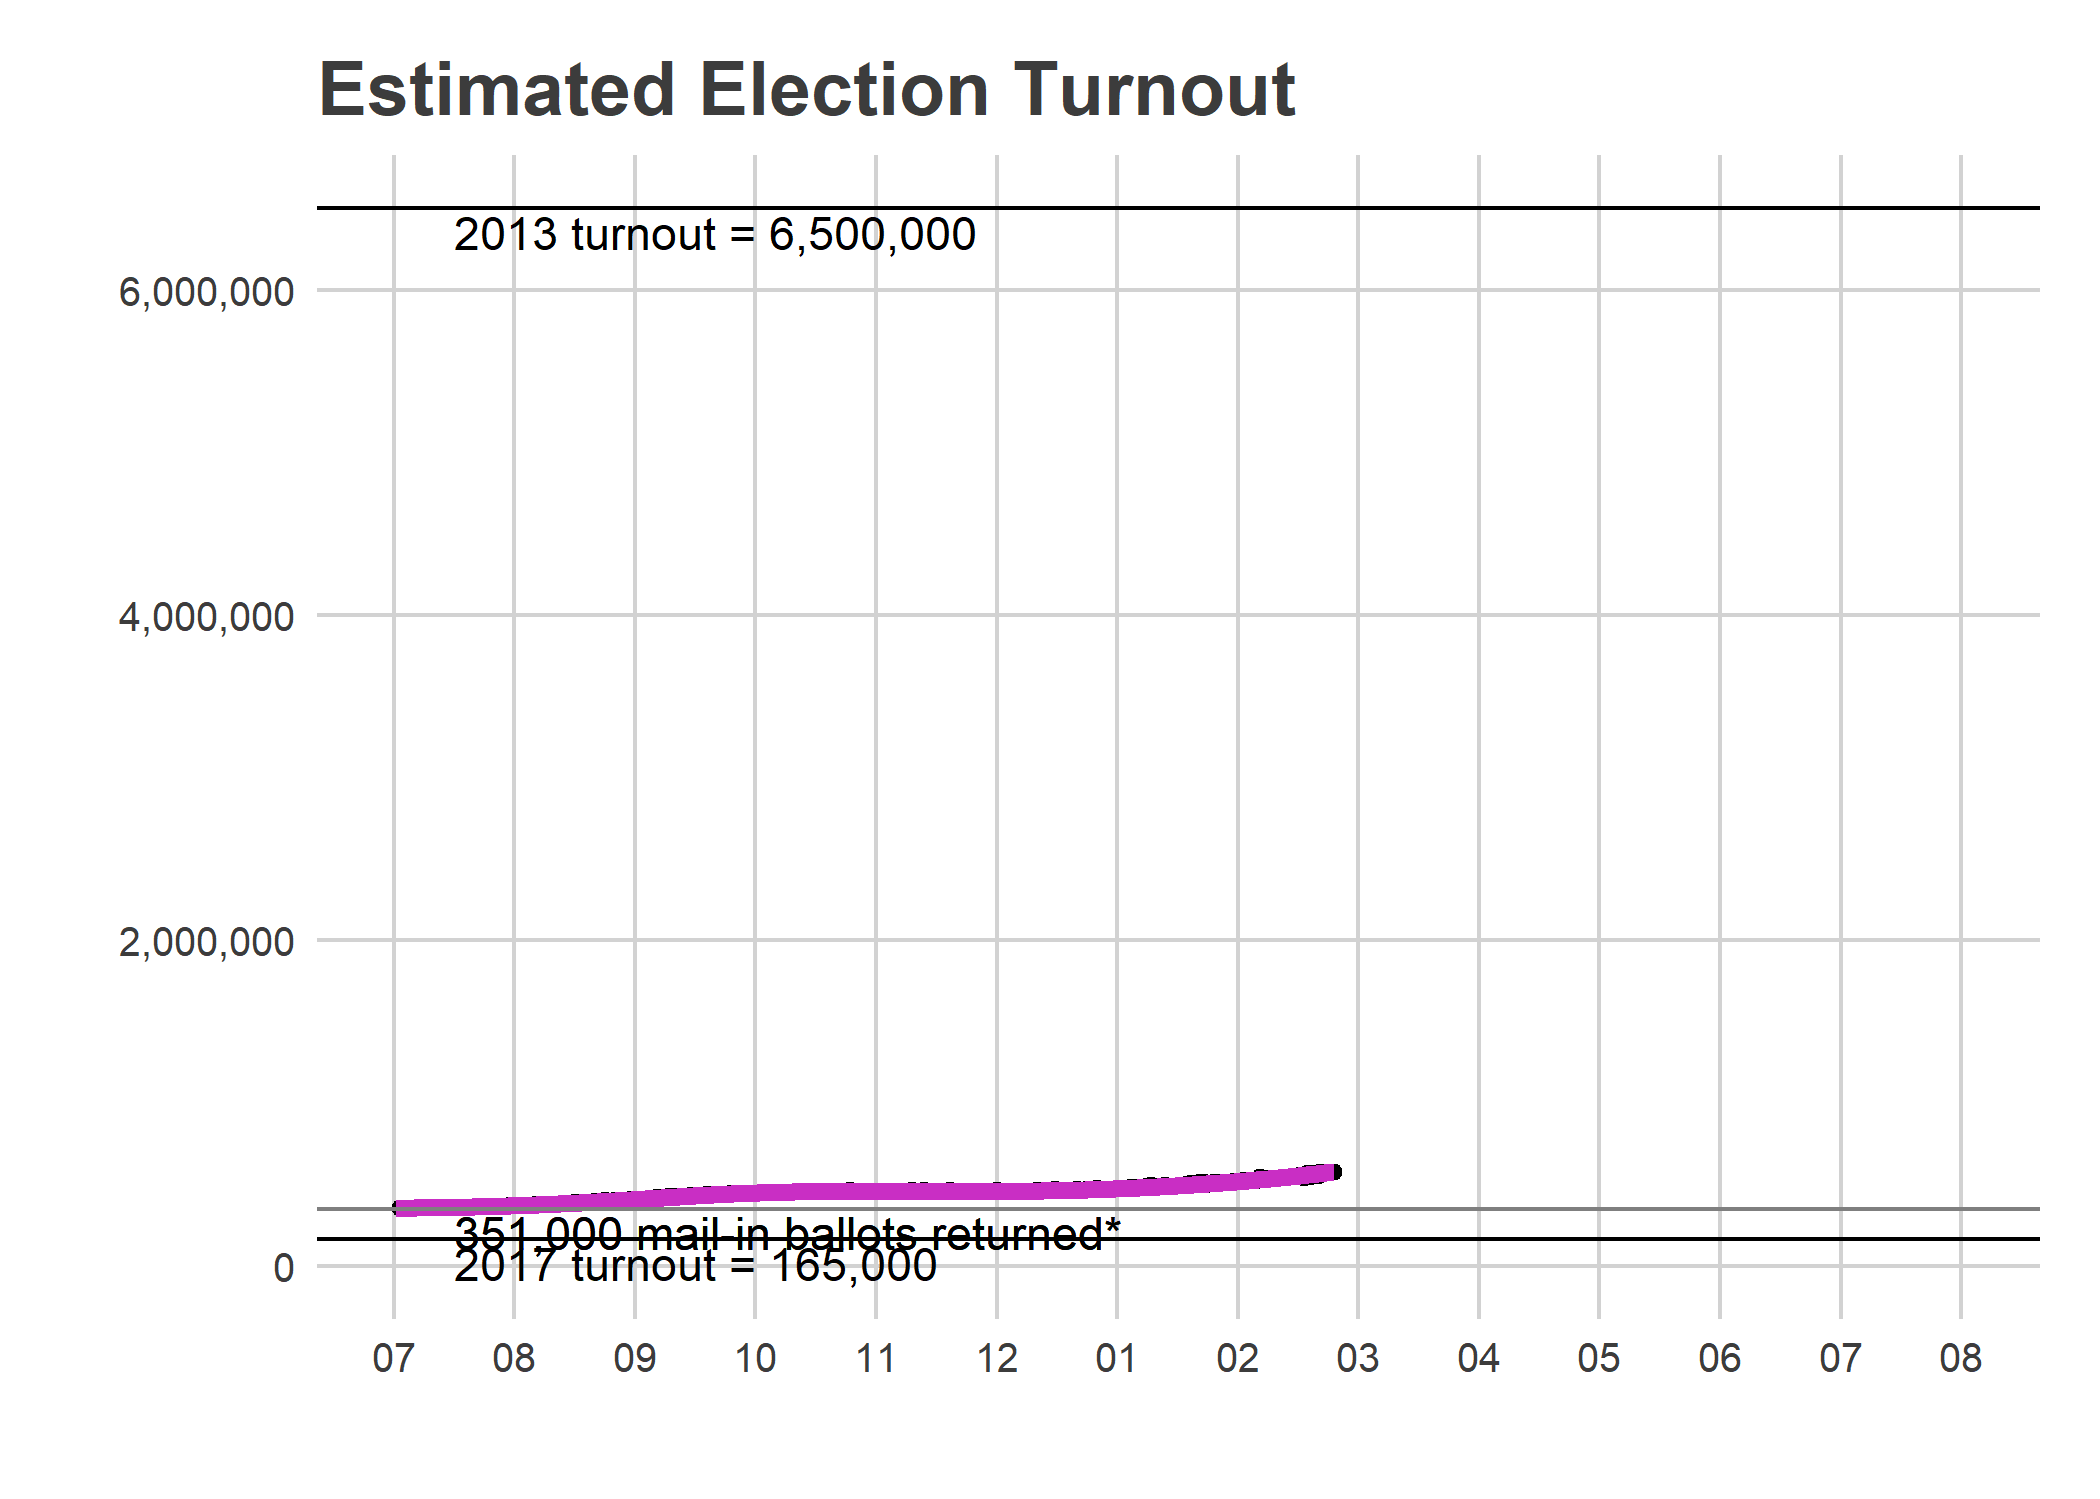 Estimated Election Turnout
2013 turnout = 6,500,000
6,000,000
4,000,000
2,000,000
351,000 mail-in ballots returned*
2017 turnout = 165,000
0
07 08 09 10 11 12 01 02 03 04 05 06 07 08